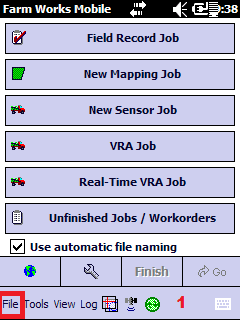 Farm Works Mobile
:38
Field Record Job
New Mapping Job
New Sensor Job
VRA Job
Real-Time VRA Job
Unfinished Jobs / Workorders
Use automatic file naming
Finish
Go
File Tools View Log 1